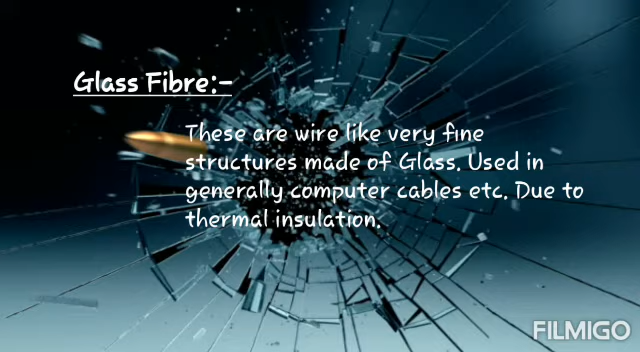 Glass Fibre:-
These are wire like very fine
structures made of Glass. Used in
generally computer cables etc. Due to
thermal insulation.
FILMIGO